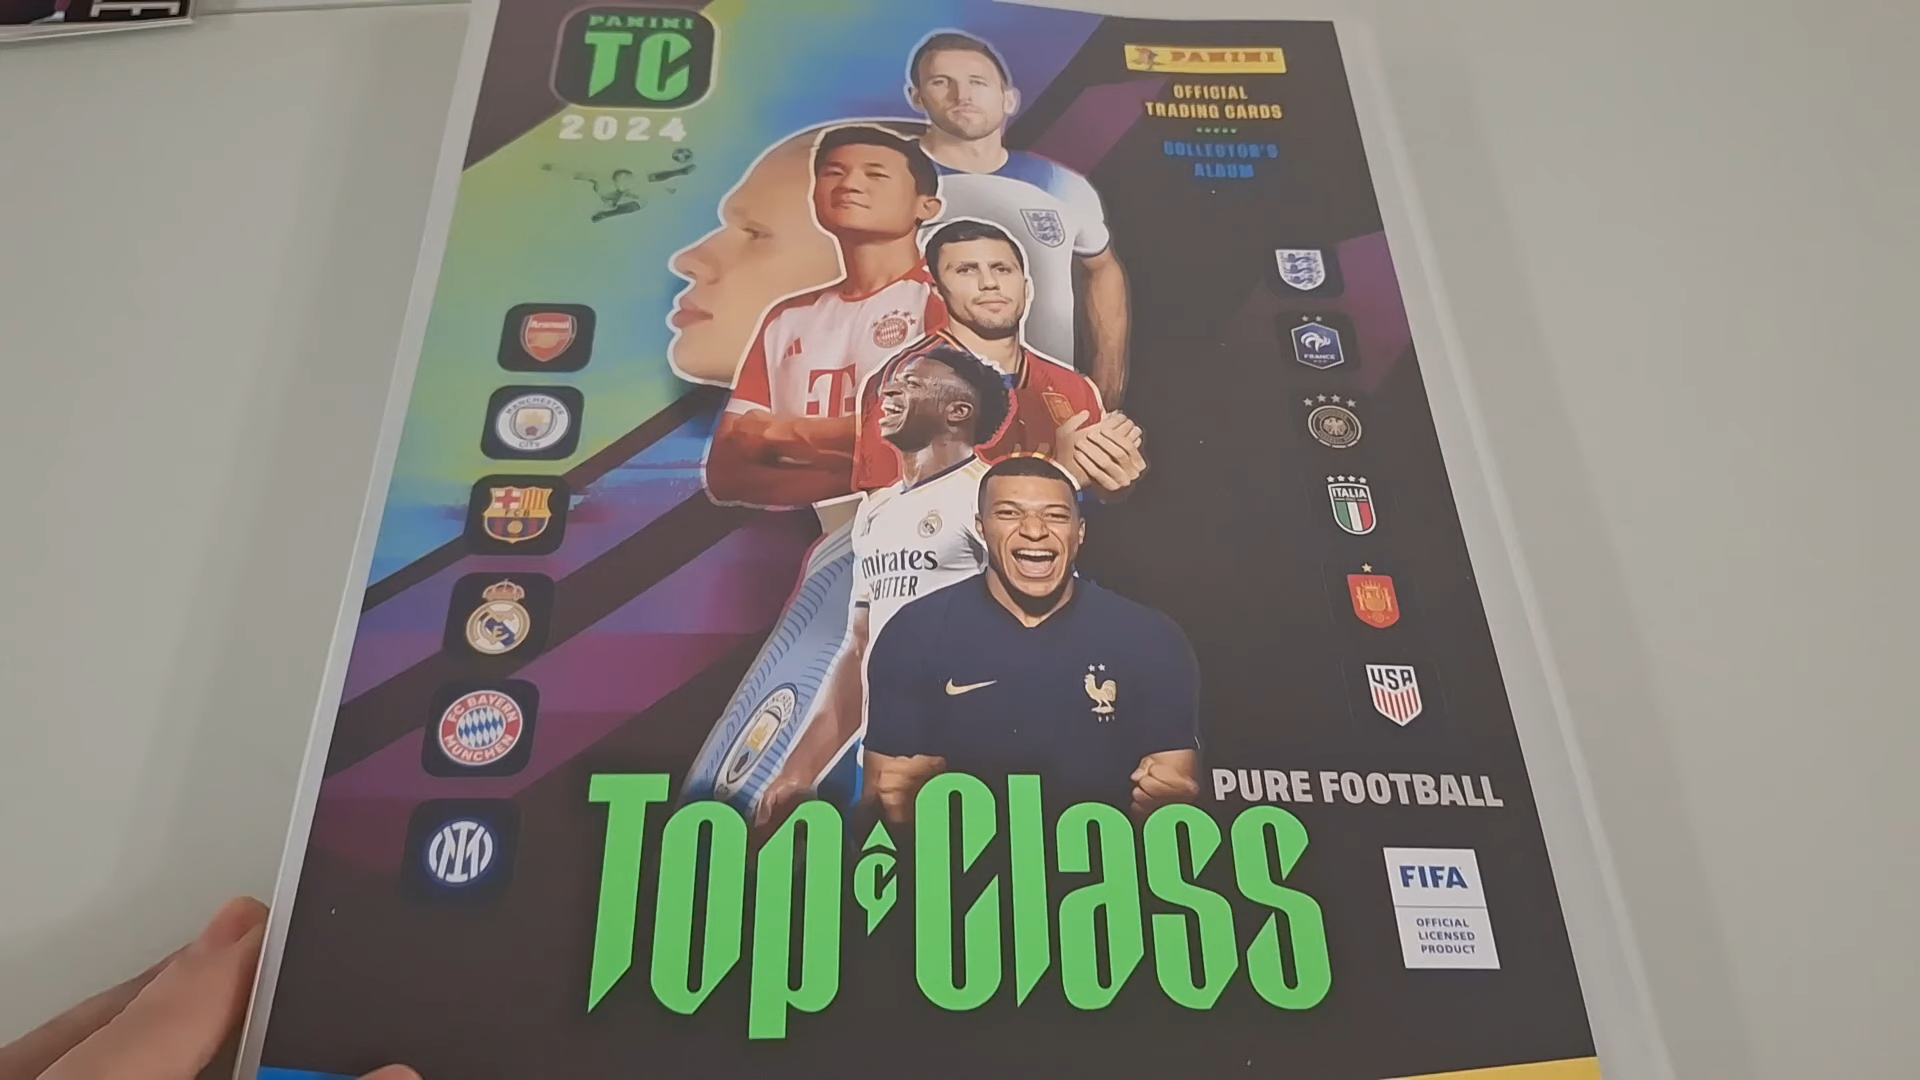 PANINI
TC
2024
PANINI
OFFICIAL
TRADING CARDS
COLLECTOR'S
ALBUM
Arsenal
MANCHESTER
CITY
FCB
FC BAYERN
MÜNCHEN
FRANCE
ITALIA
USA
T
mirates
BETTER
PURE FOOTBALL
Top Class
FIFA
OFFICIAL
LICENSED
PRODUCT